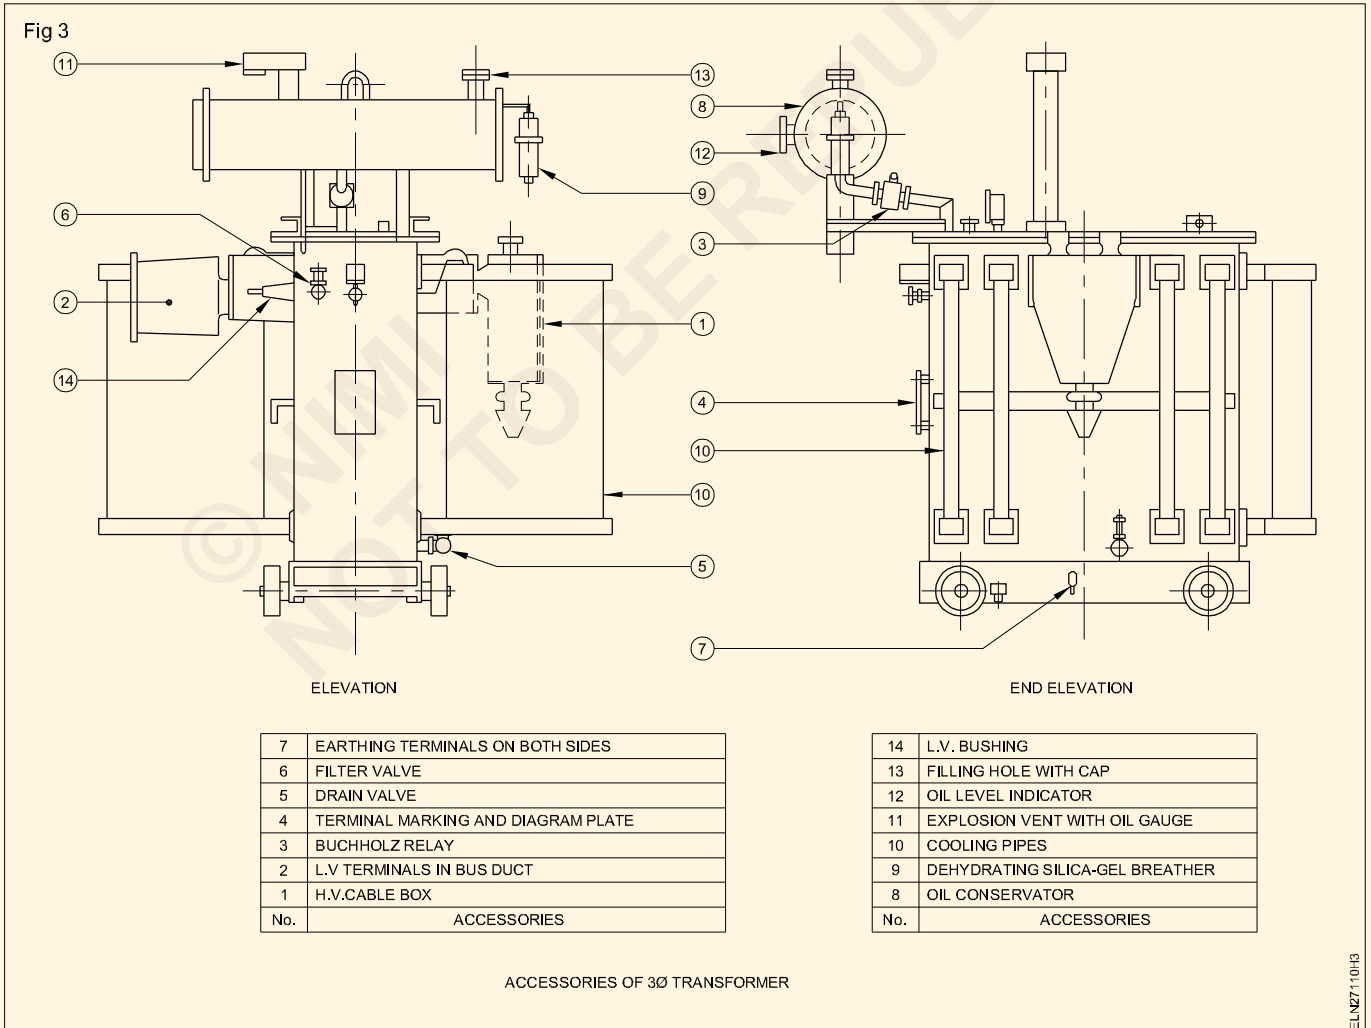 Fig 3
11
13
8
12
9
6
3
2
1
14
4
10
10
5
7
© NIMI
NOT TO BE REPUB
ELEVATION
END ELEVATION
7 EARTHING TERMINALS ON BOTH SIDES
6 FILTER VALVE
5 DRAIN VALVE
4 TERMINAL MARKING AND DIAGRAM PLATE
3 BUCHHOLZ RELAY
2 L.V TERMINALS IN BUS DUCT
1 H.V.CABLE BOX
No. ACCESSORIES
14 L.V. BUSHING
13 FILLING HOLE WITH CAP
12 OIL LEVEL INDICATOR
11 EXPLOSION VENT WITH OIL GAUGE
10 COOLING PIPES
9 DEHYDRATING SILICA-GEL BREATHER
8 OIL CONSERVATOR
No. ACCESSORIES
ACCESSORIES OF 3Ø TRANSFORMER
ELN27110H3